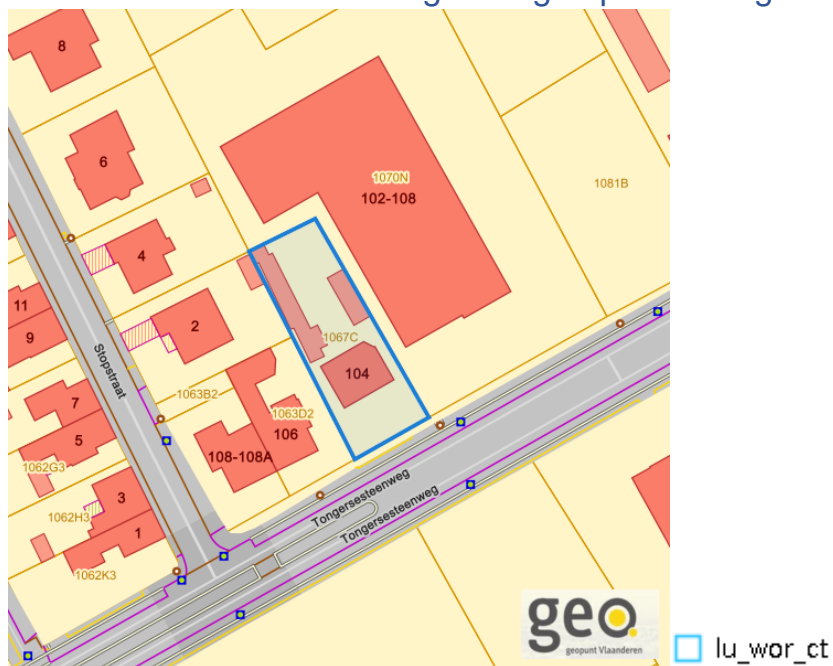 8
6
1070N
102-108
1081B
4
11
9
2
1067C
104
Stopstraat
1063B2
7
5
1063D2
106
108-108A
1062G3
3
1062H3
1
1062K3
Tongersesteenweg
Tongersesteenweg
geo
geopunt Vlaanderen
lu_wor_ct